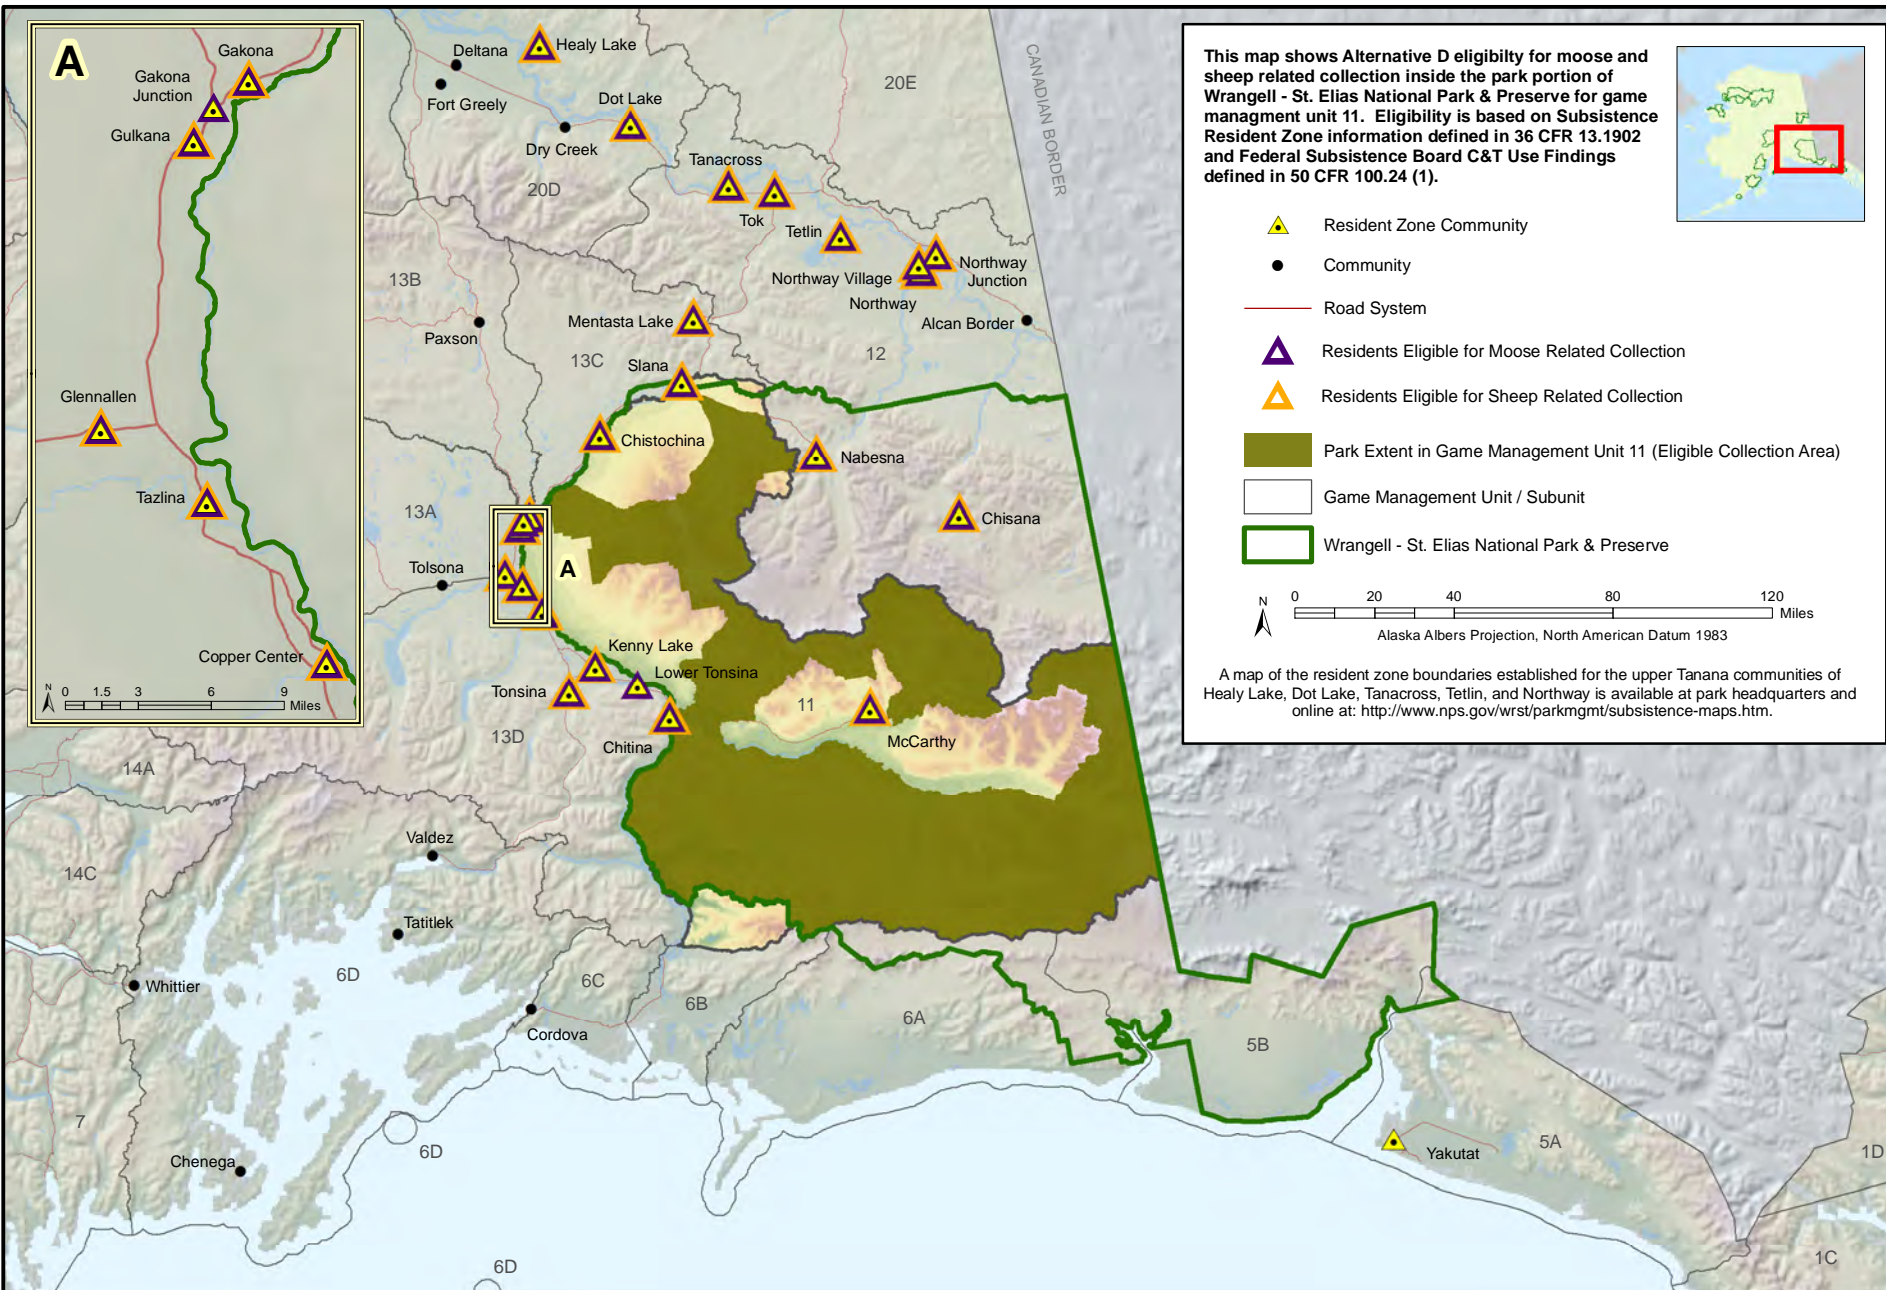 A
Gakona
Gakona
Junction
Gulkana
Glennallen
Tazlina
Copper Center
N
0 1.5 3 6 9
Miles
Deltana
Healy Lake
Fort Greely
Dot Lake
Dry Creek
20E
20D
Tanacross
Tok
Tetlin
Northway Village
Northway
Junction
Northway
Alcan Border
CANADIAN BORDER
13B
Paxson
Mentasta Lake
13C
12
Slana
Chistochina
Nabesna
Chisana
13A
Tolsona
A
Kenny Lake
Lower Tonsina
Tonsina
13D
Chitina
11
McCarthy
14A
14C
Valdez
Tatitlek
Whittier
6D
6C
6B
6A
Cordova
5B
7
Chenega
6D
6D
Yakutat
5A
1D
1C
This map shows Alternative D eligibilty for moose and
sheep related collection inside the park portion of
Wrangell - St. Elias National Park & Preserve for game
managment unit 11. Eligibility is based on Subsistence
Resident Zone information defined in 36 CFR 13.1902
and Federal Subsistence Board C&T Use Findings
defined in 50 CFR 100.24 (1).
Resident Zone Community
Community
Road System
Residents Eligible for Moose Related Collection
Residents Eligible for Sheep Related Collection
Park Extent in Game Management Unit 11 (Eligible Collection Area)
Game Management Unit / Subunit
Wrangell - St. Elias National Park & Preserve
N
0 20 40 80 120
Miles
Alaska Albers Projection, North American Datum 1983
A map of the resident zone boundaries established for the upper Tanana communities of
Healy Lake, Dot Lake, Tanacross, Tetlin, and Northway is available at park headquarters and
online at: http://www.nps.gov/wrst/parkmgmt/subsistence-maps.htm.